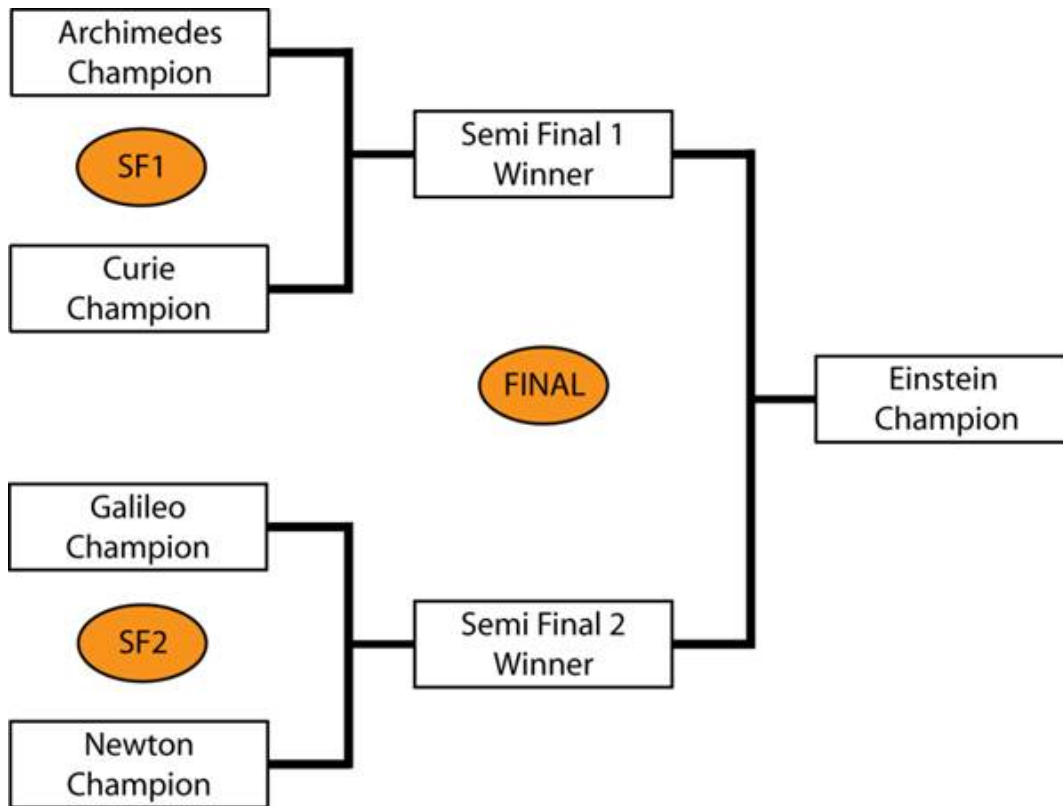 Archimedes
Champion
SF1
Curie
Champion
Semi Final 1
Winner
FINAL
Einstein
Champion
Galileo
Champion
SF2
Newton
Champion
Semi Final 2
Winner